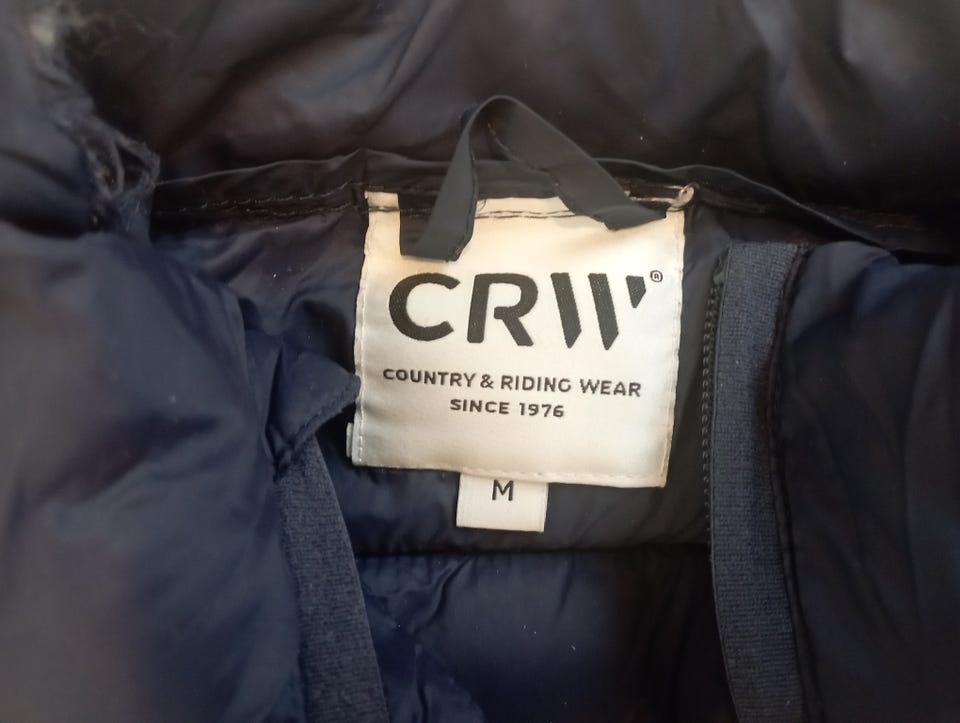 CRW®
COUNTRY & RIDING WEAR
SINCE 1976
M